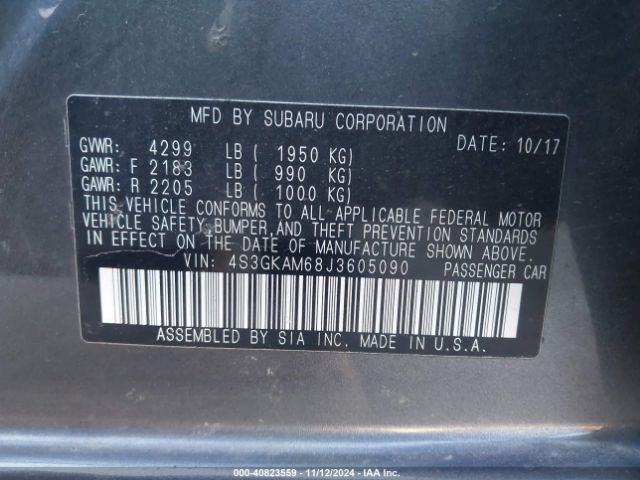 MFD BY SUBARU CORPORATION
GVWR: 4299 LB ( 1950 KG) DATE: 10/17
GAWR: F 2183 LB ( 990 KG)
GAWR: R 2205 LB ( 1000 KG)
THIS VEHICLE CONFORMS TO ALL APPLICABLE FEDERAL MOTOR
VEHICLE SAFETY, BUMPER, AND THEFT PREVENTION STANDARDS
IN EFFECT ON THE DATE OF MANUFACTURE SHOWN ABOVE.
VIN: 4S3GKAM68J3605090 PASSENGER CAR
ASSEMBLED BY SIA INC. MADE IN U.S.A.
000-40823559 - 11/12/2024 - IAA Inc.